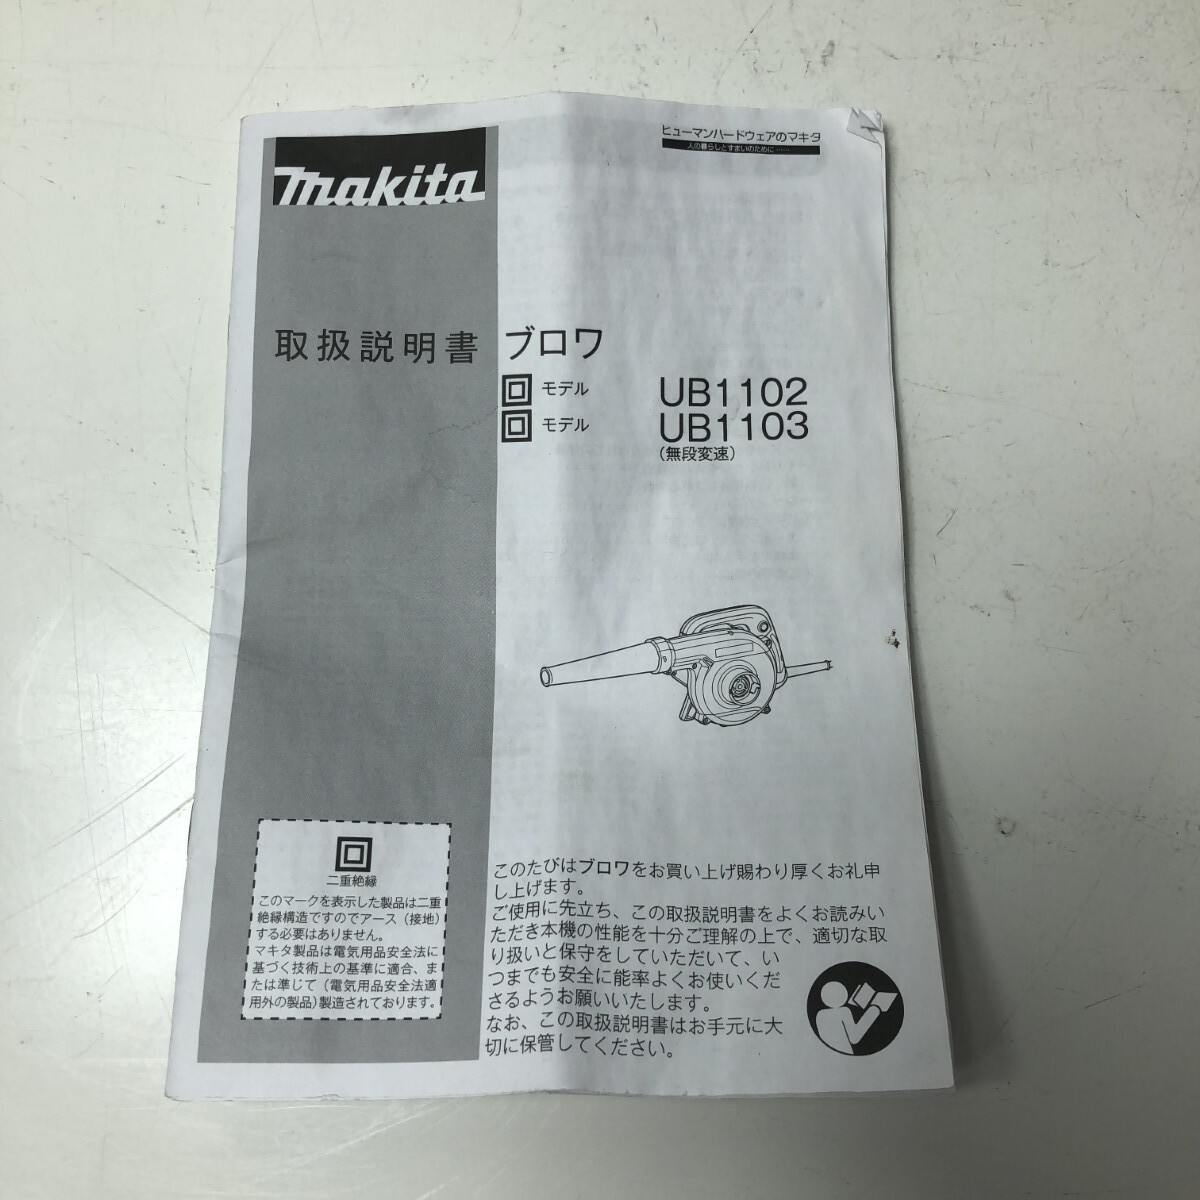 ヒューマンハードウェアのマキタ
人の暮らしとすまいのために……
makita
取扱説明書 ブロワ
モデル UB1102
モデル UB1103
(無段変速)
二重絶縁
このマークを表示した製品は二重
絶縁構造ですのでアース(接地)
する必要はありません。
マキタ製品は電気用品安全法に
基づく技術上の基準に適合、ま
たは準じて(電気用品安全法適
用外の製品)製造されております。
このたびはブロワをお買い上げ賜わり厚くお礼申
し上げます。
ご使用に先立ち、この取扱説明書をよくお読みい
ただき本機の性能を十分ご理解の上で、適切な取
り扱いと保守をしていただいて、い
つまでも安全に能率よくお使いくだ
さるようお願いいたします。
なお、この取扱説明書はお手元に大
切に保管してください。